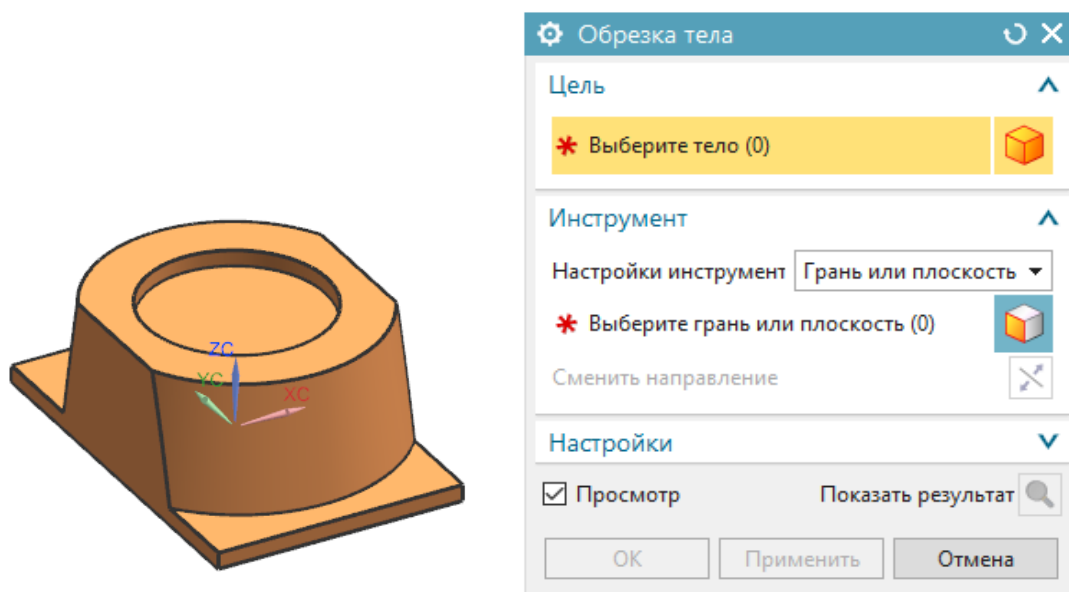 Обрезка тела
Цель
* Выберите тело (0)
Инструмент
Настройки инструмент Грань или плоскость
* Выберите грань или плоскость (0)
Сменить направление
Настройки
Просмотр Показать результат
ОК Применить Отмена
ZC
YC
XC